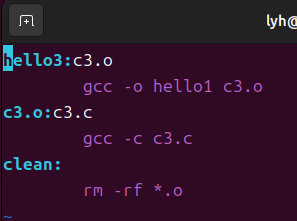 lyh@
hello3:c3.o
gcc -o hello1 c3.o
c3.o:c3.c
gcc -c c3.c
clean:
rm -rf *.o
~